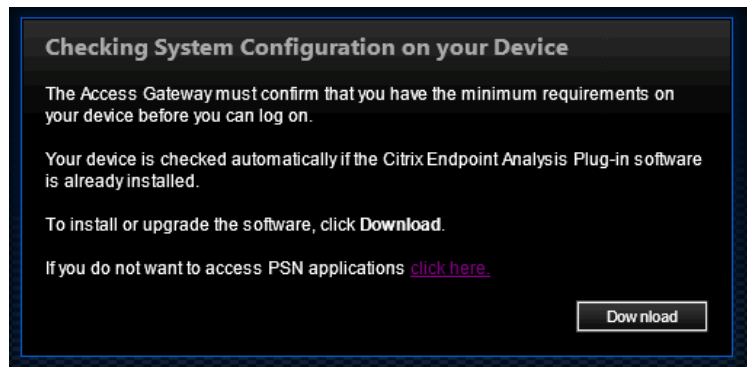 Checking System Configuration on your Device
The Access Gateway must confirm that you have the minimum requirements on
your device before you can log on.
Your device is checked automatically if the Citrix Endpoint Analysis Plug-in software
is already installed.
To install or upgrade the software, click Download.
If you do not want to access PSN applications click here.
Download